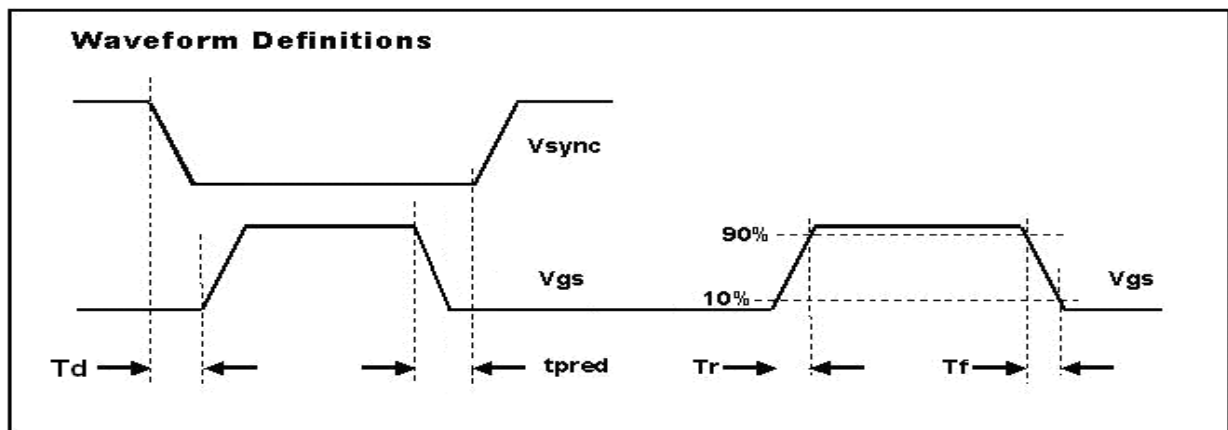 Waveform Definitions
Vsync
90%
Vgs
10%
Vgs
Td
tpred
Tr
Tf